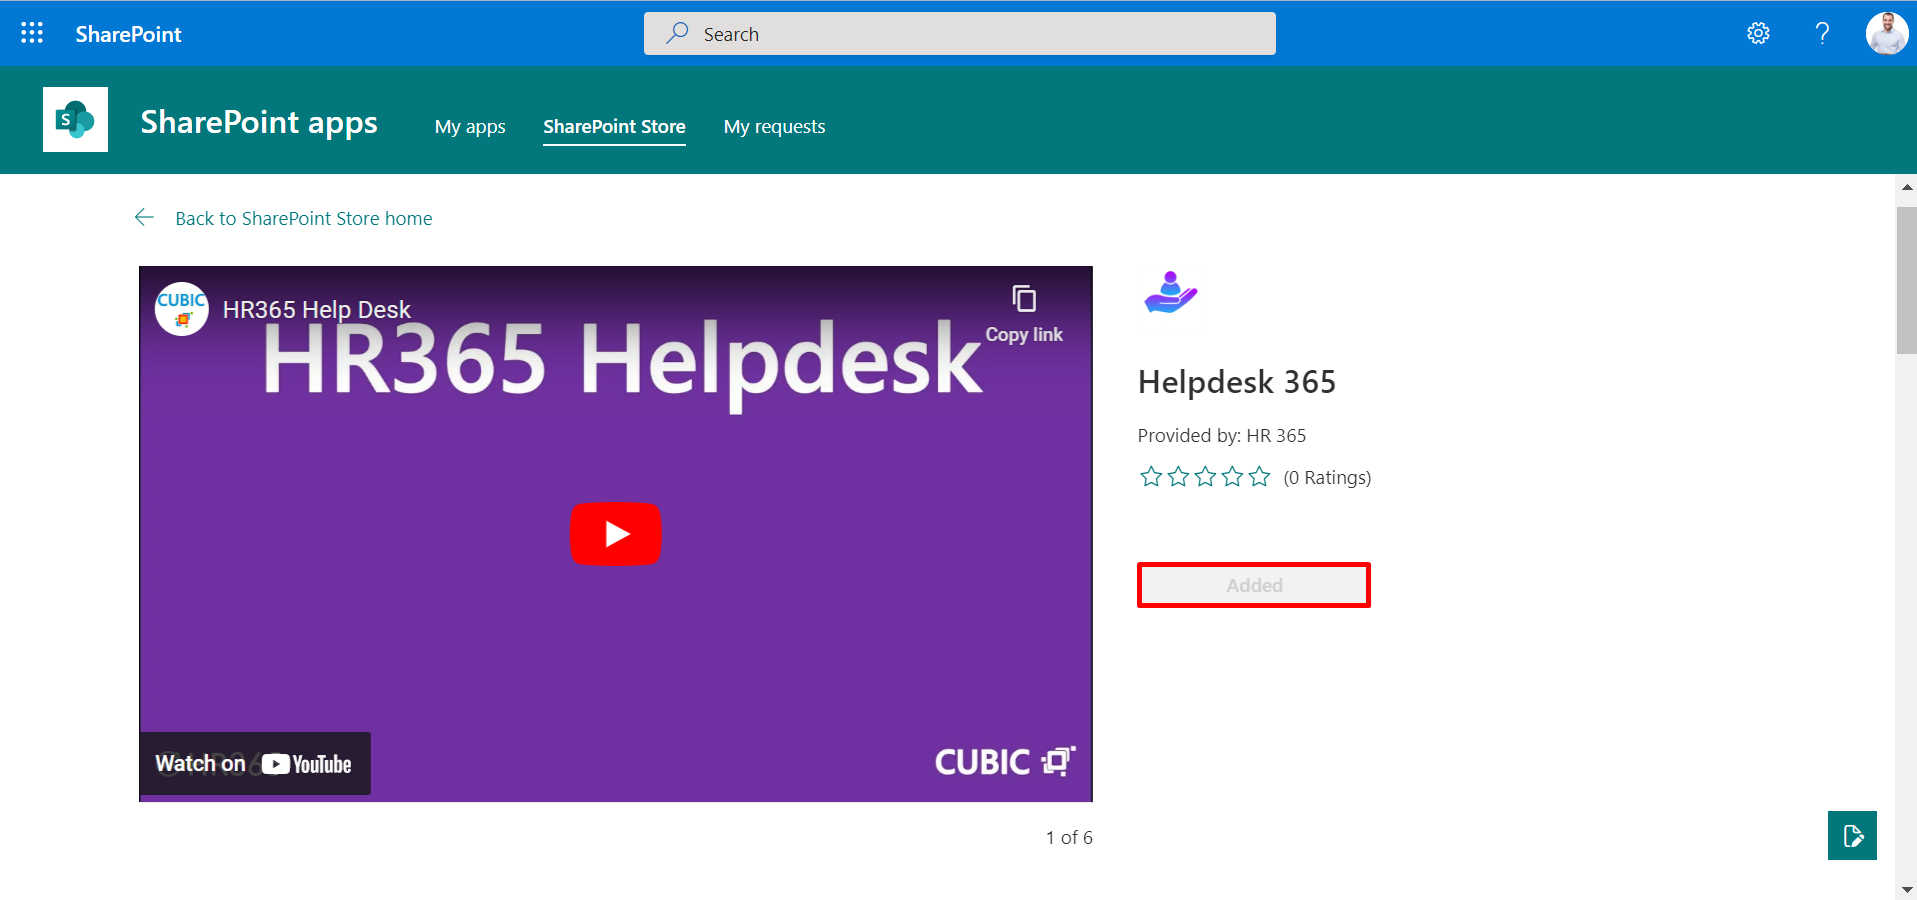 SharePoint
Search
?
S
SharePoint apps
My apps
SharePoint Store
My requests
Back to SharePoint Store home
CUBIC
HR365 Help Desk
Copy link
HR365 Helpdesk
Watch on YouTube
CUBIC
1 of 6
Helpdesk 365
Provided by: HR 365
(0 Ratings)
Added